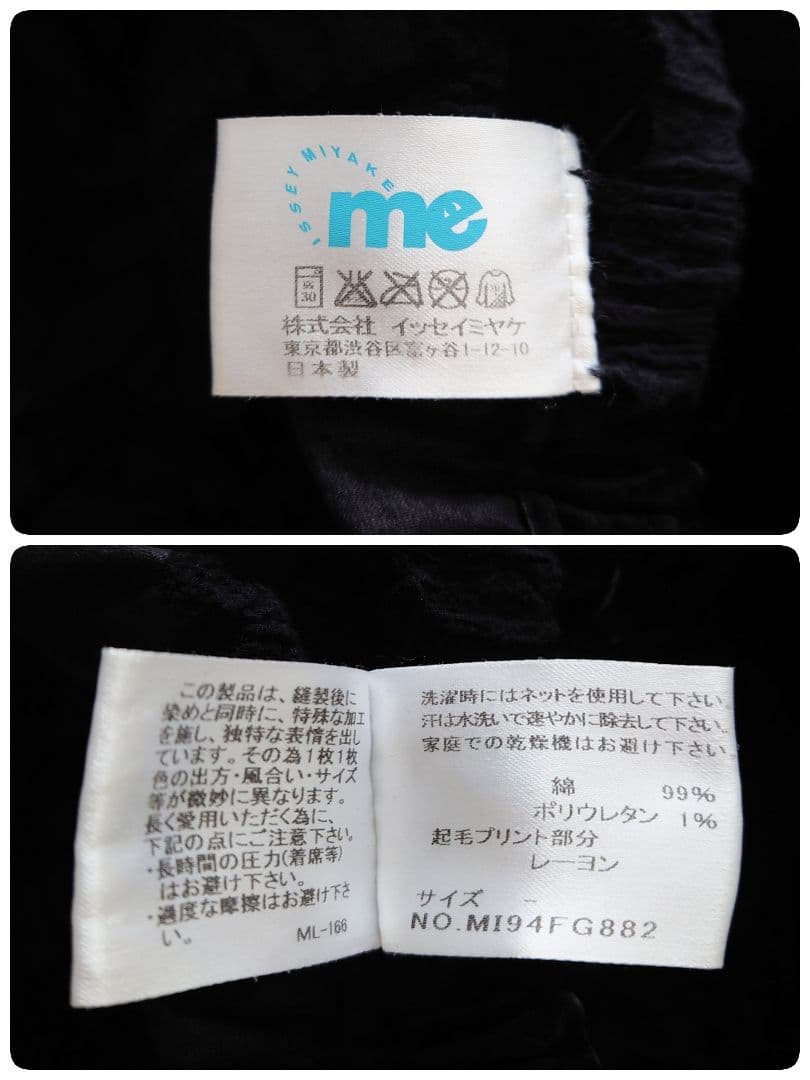 ISSEY MIYAKE
me
弱
30
株式会社 イッセイミヤケ
東京都渋谷区富ヶ谷1-12-10
日本製
この製品は、縫製後に
染めと同時に、特殊な加工
を施し、独特な表情を出し
ています。その為1枚1枚
色の出方・風合い・サイズ
等が微妙に異なります。
長く愛用いただく為に、
下記の点にご注意下さい。
・長時間の圧力(着席等)
はお避け下さい。
・過度な摩擦はお避け下さ
い。
ML-166
洗濯時にはネットを使用して下さい。
汗は水洗いで速やかに除去して下さい。
家庭での乾燥機はお避け下さい
綿 99%
ポリウレタン 1%
起毛プリント部分
レーヨン
サイズ -
NO.MI94FG882